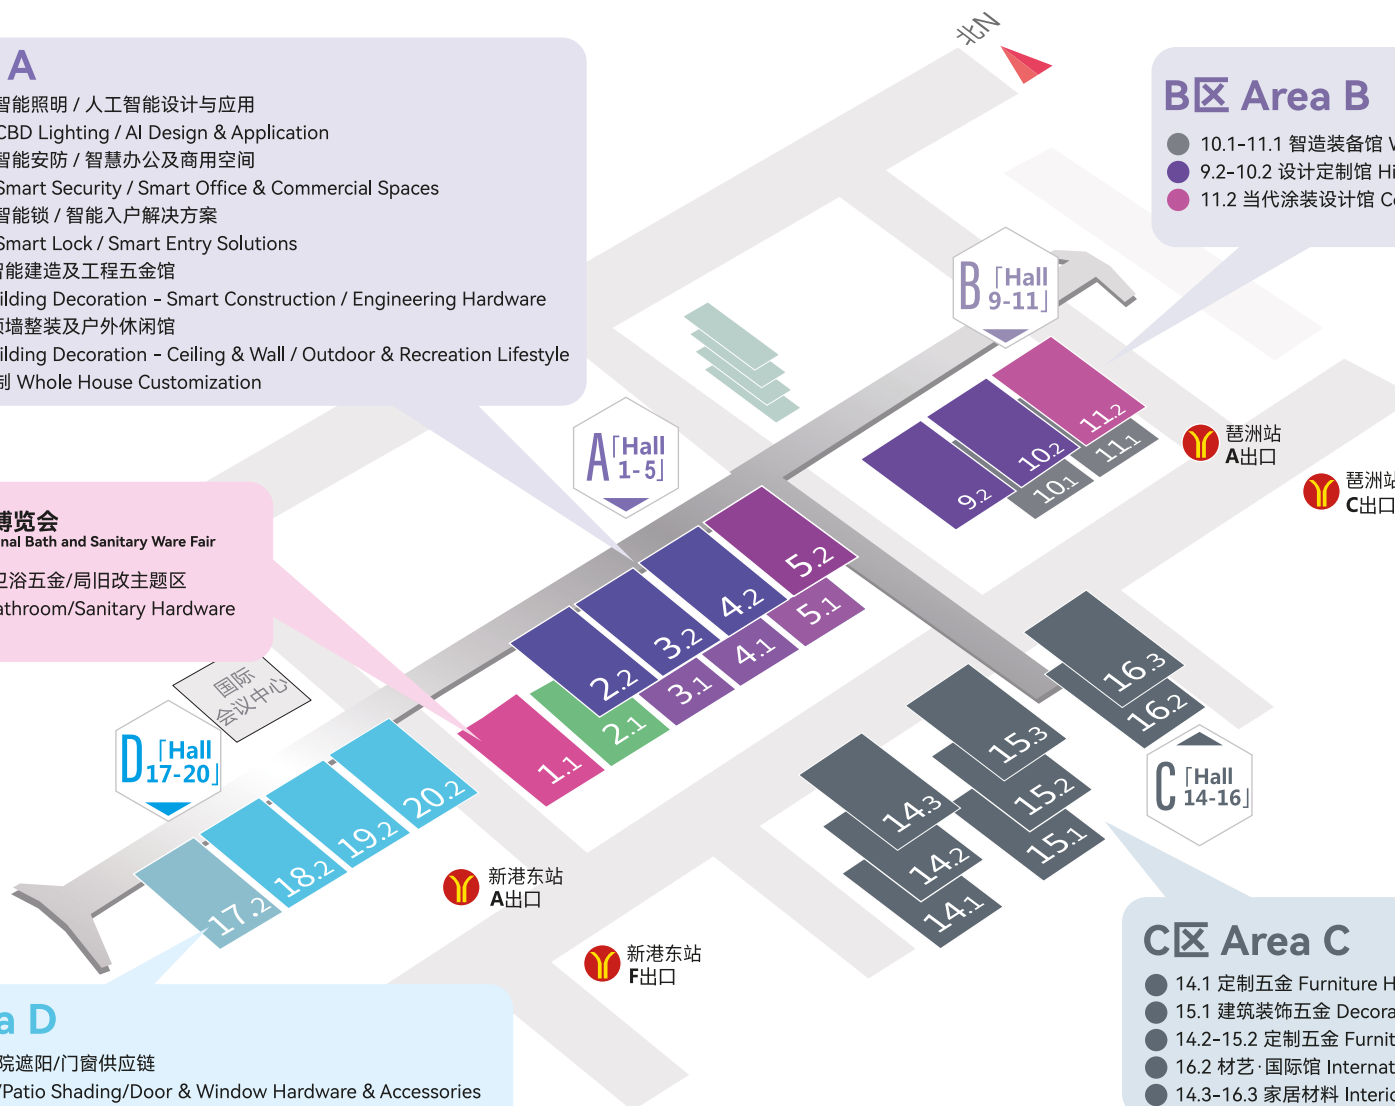 北N
A
智能照明 / 人工智能设计与应用
CBD Lighting / AI Design & Application
智能安防 / 智慧办公及商用空间
Smart Security / Smart Office & Commercial Spaces
智能锁 / 智能入户解决方案
Smart Lock / Smart Entry Solutions
智能建造及工程五金馆
ilding Decoration – Smart Construction / Engineering Hardware
顶墙整装及户外休闲馆
ilding Decoration – Ceiling & Wall / Outdoor & Recreation Lifestyle
制 Whole House Customization
B区 Area B
10.1-11.1 智造装备馆
9.2-10.2 设计定制馆 Hi
11.2 当代涂装设计馆 Co
B「Hall
9-11」
A「Hall
1-5」
11.2
11.1
10.2
10.1
9.2
琶洲站
A出口
琶洲站
C出口
博览会
nal Bath and Sanitary Ware Fair
卫浴五金/局旧改主题区
athroom/Sanitary Hardware
5.2
5.1
4.2
4.1
3.2
3.1
2.2
2.1
1.1
国际
会议中心
D「Hall
17-20」
20.2
19.2
18.2
17.2
16.3
16.2
15.3
15.2
15.1
14.3
14.2
14.1
C「Hall
14-16」
新港东站
A出口
新港东站
F出口
a D
院遮阳/门窗供应链
/Patio Shading/Door & Window Hardware & Accessories
C区 Area C
14.1 定制五金 Furniture H
15.1 建筑装饰五金 Decora
14.2-15.2 定制五金 Furnit
16.2 材艺·国际馆 Internat
14.3-16.3 家居材料 Interio